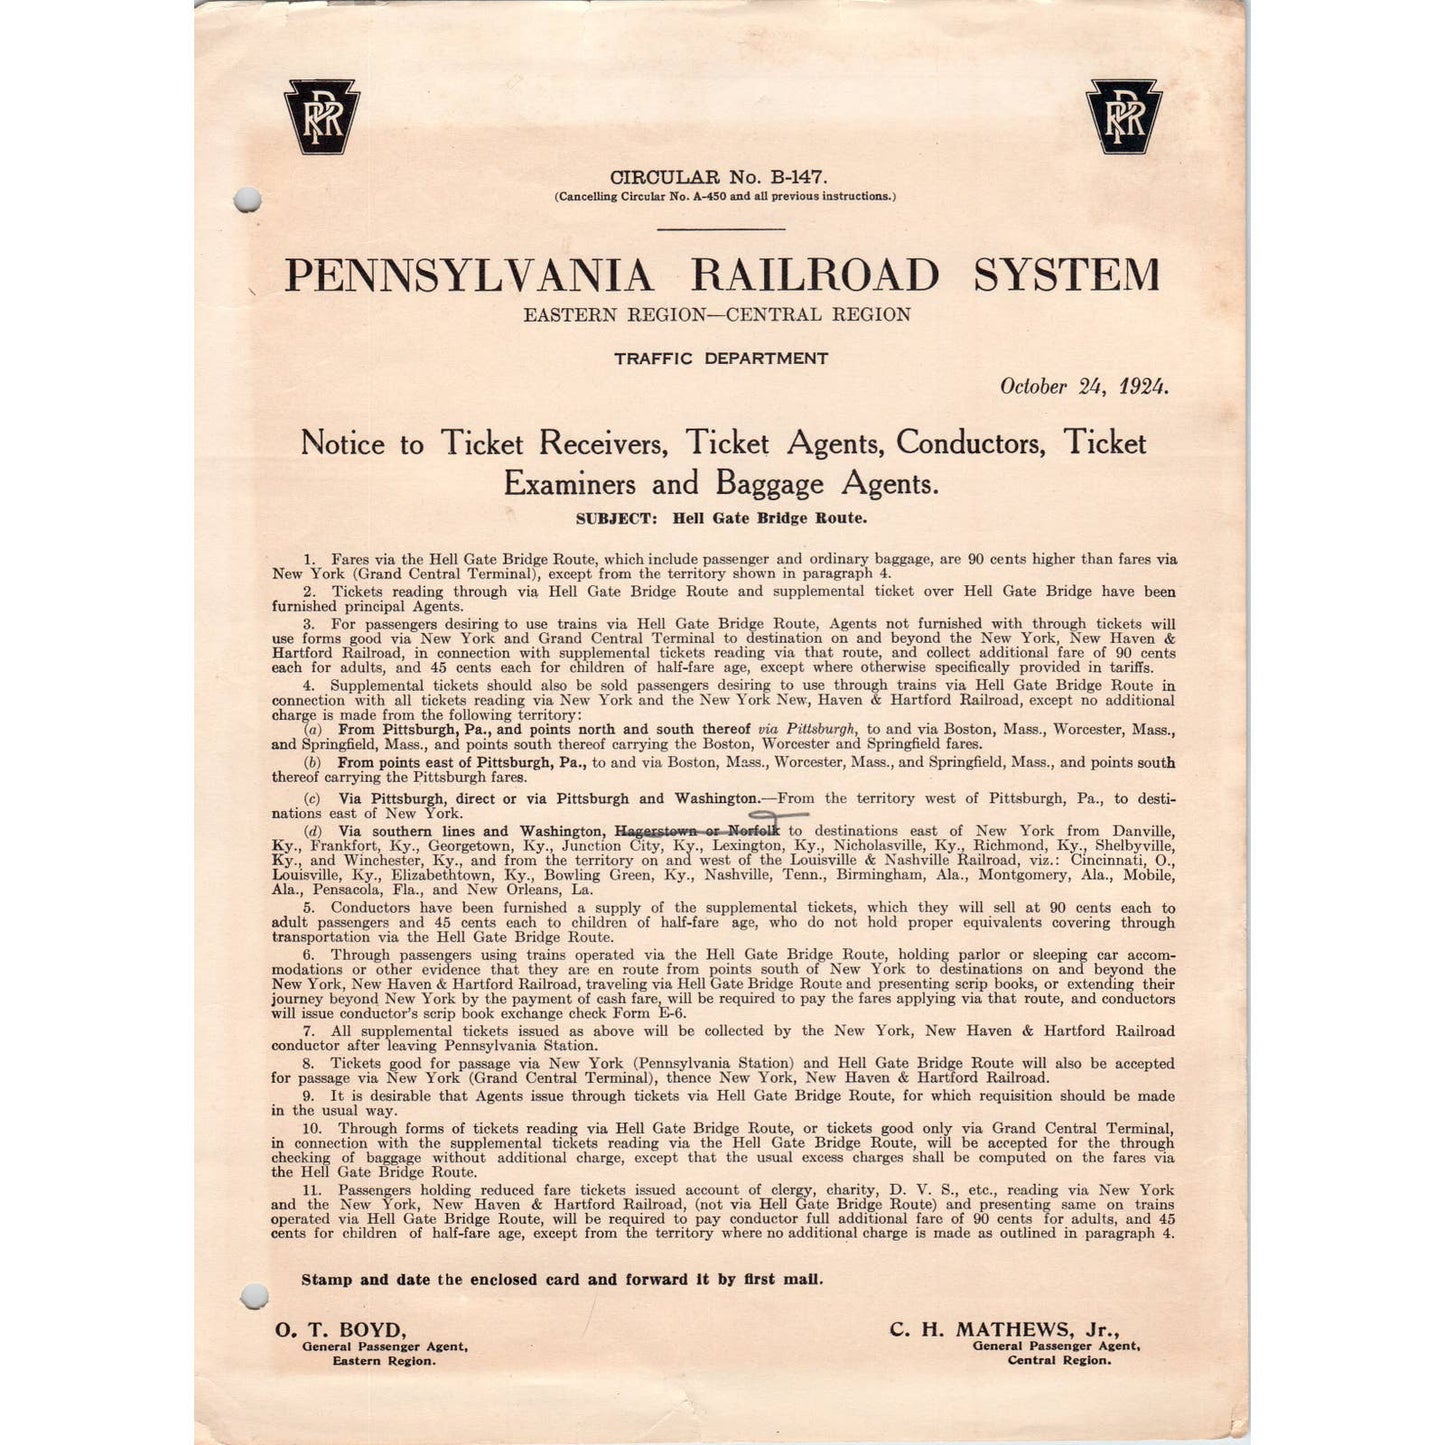 PRR
PRR
CIRCULAR No. B-147.
(Cancelling Circular No. A-450 and all previous instructions.)
PENNSYLVANIA RAILROAD SYSTEM
EASTERN REGION—CENTRAL REGION
TRAFFIC DEPARTMENT
October 24, 1924.
Notice to Ticket Receivers, Ticket Agents, Conductors, Ticket
Examiners and Baggage Agents.
SUBJECT: Hell Gate Bridge Route.
1. Fares via the Hell Gate Bridge Route, which include passenger and ordinary baggage, are 90 cents higher than fares via
New York (Grand Central Terminal), except from the territory shown in paragraph 4.
2. Tickets reading through via Hell Gate Bridge Route and supplemental ticket over Hell Gate Bridge have been
furnished principal Agents.
3. For passengers desiring to use trains via Hell Gate Bridge Route, Agents not furnished with through tickets will
use forms good via New York and Grand Central Terminal to destination on and beyond the New York, New Haven &
Hartford Railroad, in connection with supplemental tickets reading via that route, and collect additional fare of 90 cents
each for adults, and 45 cents each for children of half-fare age, except where otherwise specifically provided in tariffs.
4. Supplemental tickets should also be sold passengers desiring to use through trains via Hell Gate Bridge Route in
connection with all tickets reading via New York and the New York New, Haven & Hartford Railroad, except no additional
charge is made from the following territory:
(a) From Pittsburgh, Pa., and points north and south thereof via Pittsburgh, to and via Boston, Mass., Worcester, Mass.,
and Springfield, Mass., and points south thereof carrying the Boston, Worcester and Springfield fares.
(b) From points east of Pittsburgh, Pa., to and via Boston, Mass., Worcester, Mass., and Springfield, Mass., and points south
thereof carrying the Pittsburgh fares.
(c) Via Pittsburgh, direct or via Pittsburgh and Washington.—From the territory west of Pittsburgh, Pa., to desti-
nations east of New York.
(d) Via southern lines and Washington, Hagerstown or Norfolk to destinations east of New York from Danville,
Ky., Frankfort, Ky., Georgetown, Ky., Junction City, Ky., Lexington, Ky., Nicholasville, Ky., Richmond, Ky., Shelbyville,
Ky., and Winchester, Ky., and from the territory on and west of the Louisville & Nashville Railroad, viz.: Cincinnati, O.,
Louisville, Ky., Elizabethtown, Ky., Bowling Green, Ky., Nashville, Tenn., Birmingham, Ala., Montgomery, Ala., Mobile,
Ala., Pensacola, Fla., and New Orleans, La.
5. Conductors have been furnished a supply of the supplemental tickets, which they will sell at 90 cents each to
adult passengers and 45 cents each to children of half-fare age, who do not hold proper equivalents covering through
transportation via the Hell Gate Bridge Route.
6. Through passengers using trains operated via the Hell Gate Bridge Route, holding parlor or sleeping car accom-
modations or other evidence that they are en route from points south of New York to destinations on and beyond the
New York, New Haven & Hartford Railroad, traveling via Hell Gate Bridge Route and presenting scrip books, or extending their
journey beyond New York by the payment of cash fare, will be required to pay the fares applying via that route, and conductors
will issue conductor's scrip book exchange check Form E-6.
7. All supplemental tickets issued as above will be collected by the New York, New Haven & Hartford Railroad
conductor after leaving Pennsylvania Station.
8. Tickets good for passage via New York (Pennsylvania Station) and Hell Gate Bridge Route will also be accepted
for passage via New York (Grand Central Terminal), thence New York, New Haven & Hartford Railroad.
9. It is desirable that Agents issue through tickets via Hell Gate Bridge Route, for which requisition should be made
in the usual way.
10. Through forms of tickets reading via Hell Gate Bridge Route, or tickets good only via Grand Central Terminal,
in connection with the supplemental tickets reading via the Hell Gate Bridge Route, will be accepted for the through
checking of baggage without additional charge, except that the usual excess charges shall be computed on the fares via
the Hell Gate Bridge Route.
11. Passengers holding reduced fare tickets issued account of clergy, charity, D. V. S., etc., reading via New York
and the New York, New Haven & Hartford Railroad, (not via Hell Gate Bridge Route) and presenting same on trains
operated via Hell Gate Bridge Route, will be required to pay conductor full additional fare of 90 cents for adults, and 45
cents for children of half-fare age, except from the territory where no additional charge is made as outlined in paragraph 4.
Stamp and date the enclosed card and forward it by first mail.
O. T. BOYD,
General Passenger Agent,
Eastern Region.
C. H. MATHEWS, Jr.,
General Passenger Agent,
Central Region.